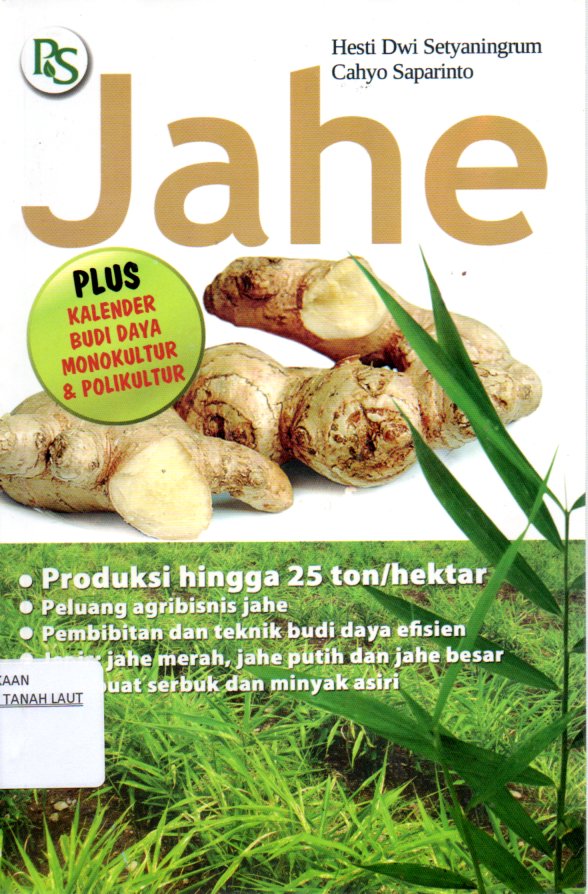 PS
Hesti Dwi Setyaningrum
Cahyo Saparinto
Jahe
PLUS
KALENDER
BUDI DAYA
MONOKULTUR
& POLIKULTUR
• Produksi hingga 25 ton/hektar
• Peluang agribisnis jahe
• Pembibitan dan teknik budi daya efisien
jahe merah, jahe putih dan jahe besar
buat serbuk dan minyak asiri
KAAN
TANAH LAUT